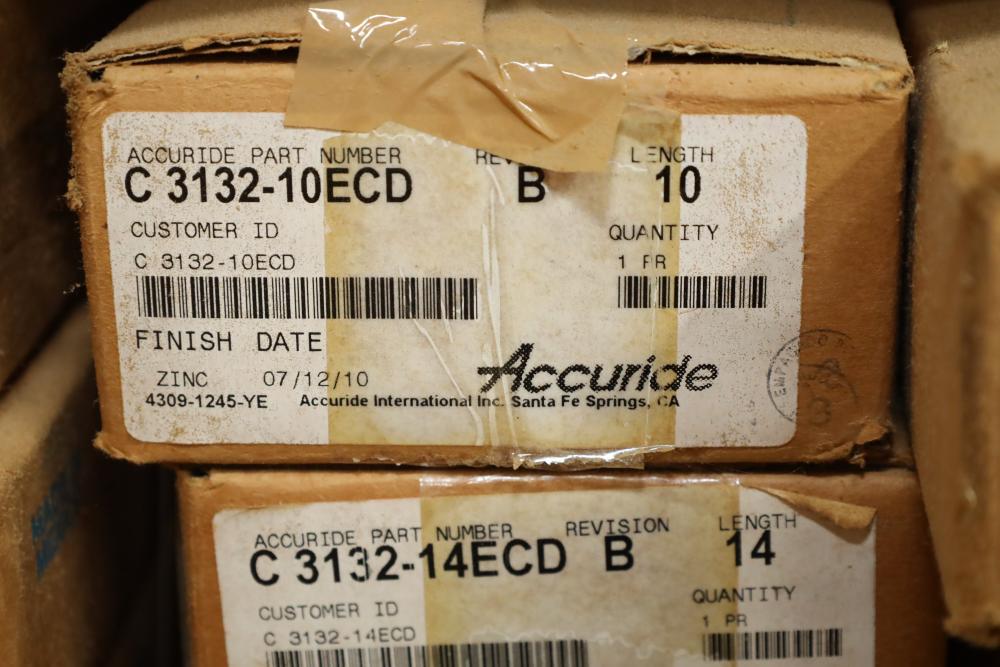 ACCURIDE PART NUMBER LENGTH
C 3132-10ECD B 10
CUSTOMER ID QUANTITY
C 3132-10ECD 1 PR
FINISH DATE
ZINC 07/12/10
Accuride
4309-1245-YE Accuride International Inc. Santa Fe Springs, CA
3
ACCURIDE PART NUMBER REVISION LENGTH
C 3132-14ECD B 14
CUSTOMER ID QUANTITY
C 3132-14ECD 1 PR